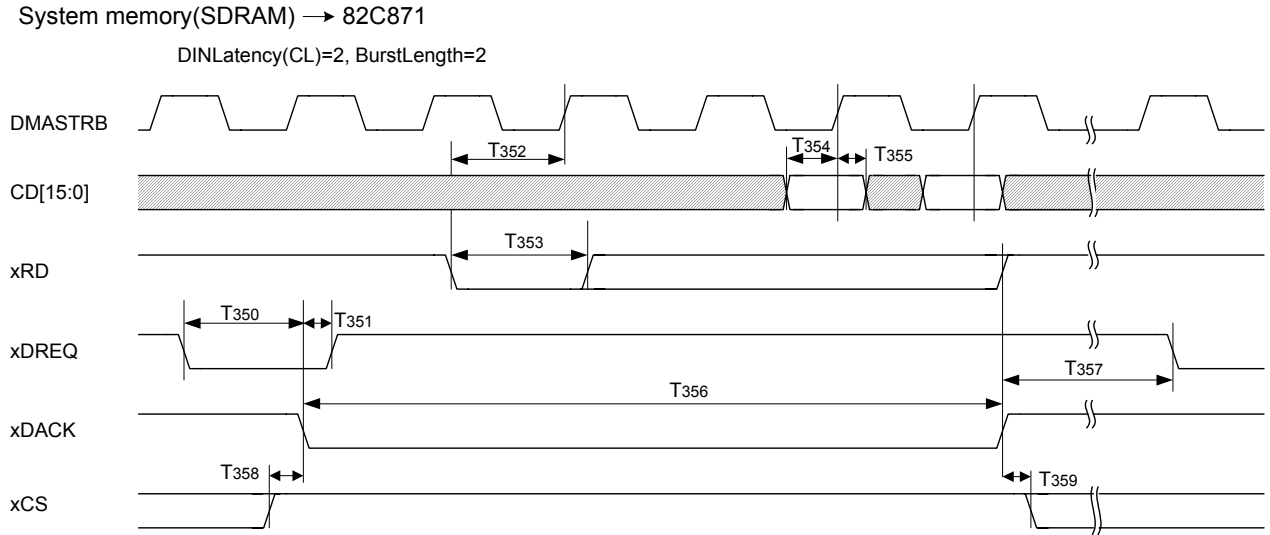 System memory(SDRAM) → 82C871
DINLatency(CL)=2, BurstLength=2
DMASTRB
T352
T354
T355
CD[15:0]
T353
xRD
T350
T351
xDREQ
T357
T356
xDACK
T358
T359
xCS